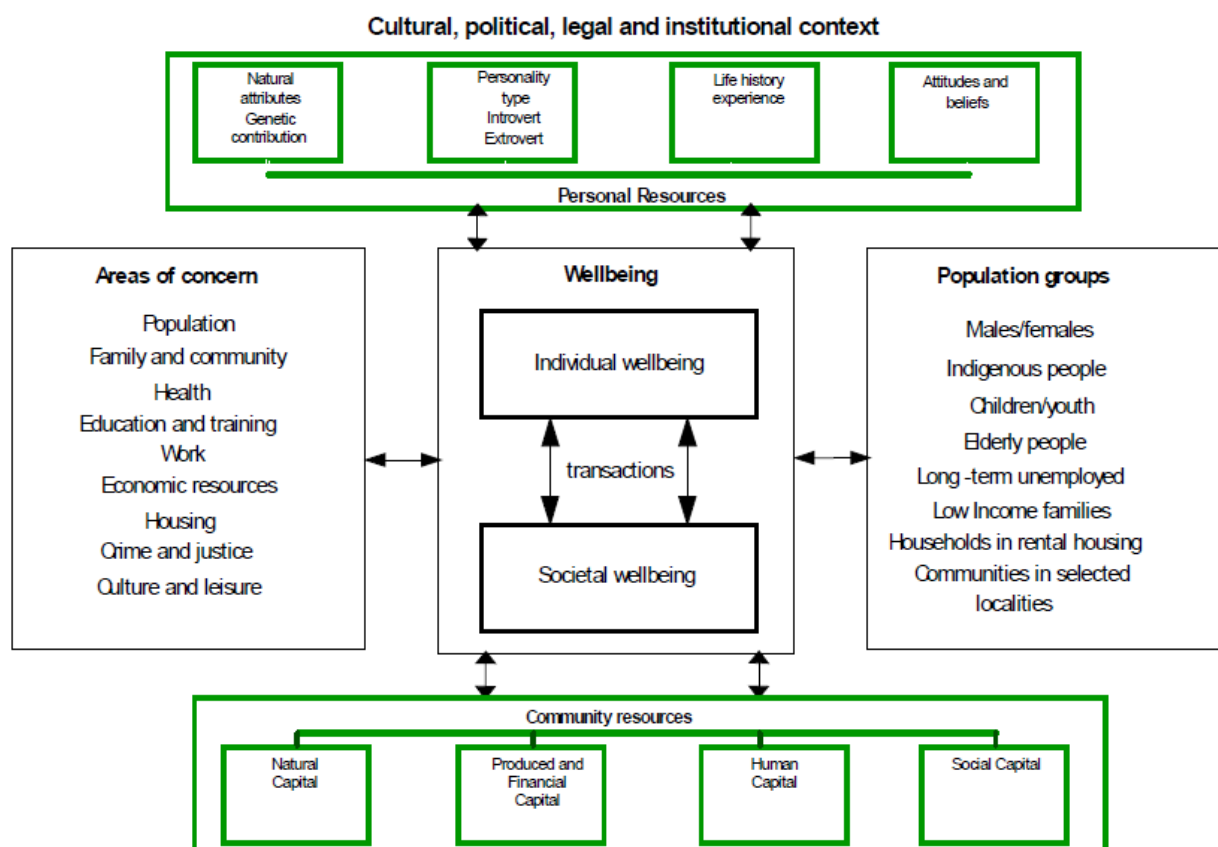 Cultural, political, legal and institutional context
Natural
attributes
Genetic
contribution
Personality
type
Introvert
Extrovert
Life history
experience
Attitudes and
beliefs
Personal Resources
Areas of concern
Population
Family and community
Health
Education and training
Work
Economic resources
Housing
Crime and justice
Culture and leisure
Wellbeing
Individual wellbeing
transactions
Societal wellbeing
Population groups
Males/females
Indigenous people
Children/youth
Elderly people
Long -term unemployed
Low Income families
Households in rental housing
Communities in selected
localities
Community resources
Natural
Capital
Produced and
Financial
Capital
Human
Capital
Social Capital